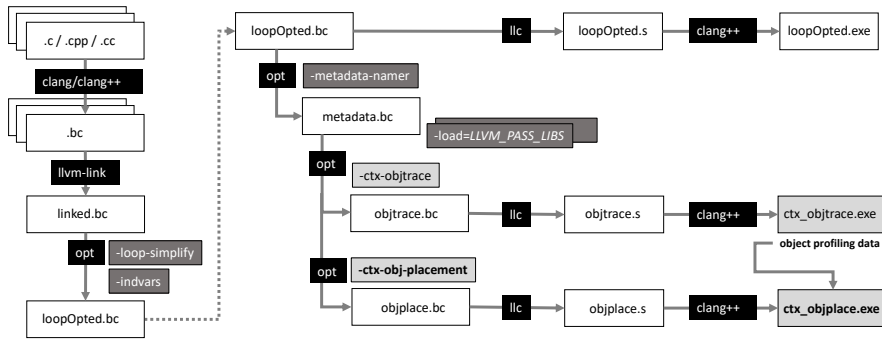 .c / .cpp / .cc
clang/clang++
.bc
llvm-link
linked.bc
opt
-loop-simplify
-indvars
loopOpted.bc
loopOpted.bc
llc
loopOpted.s
clang++
loopOpted.exe
opt
-metadata-namer
metadata.bc
-load=LLVM_PASS_LIBS
opt
-ctx-objtrace
objtrace.bc
llc
objtrace.s
clang++
ctx_objtrace.exe
object profiling data
opt
-ctx-obj-placement
objplace.bc
llc
objplace.s
clang++
ctx_objplace.exe